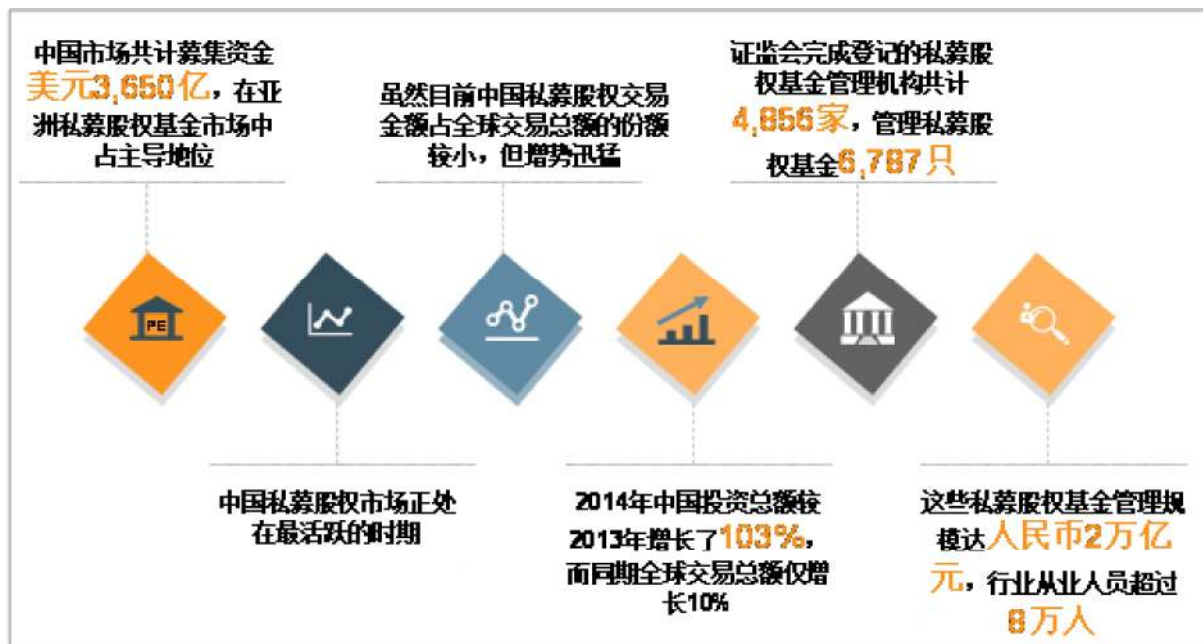 中国市场共计募集资金
美元3,650亿，在亚
洲私募股权基金市场中
占主导地位
虽然目前中国私募股权交易
金额占全球交易总额的份额
较小，但增势迅猛
证监会完成登记的私募股
权基金管理机构共计
4,856家，管理私募股
权基金6,787只
PE
中国私募股权市场正处
在最活跃的时期
2014年中国投资总额较
2013年增长了103%，
而同期全球交易总额仅增
长10%
这些私募股权基金管理规
模达人民币2万亿
元，行业从业人员超过
8万人